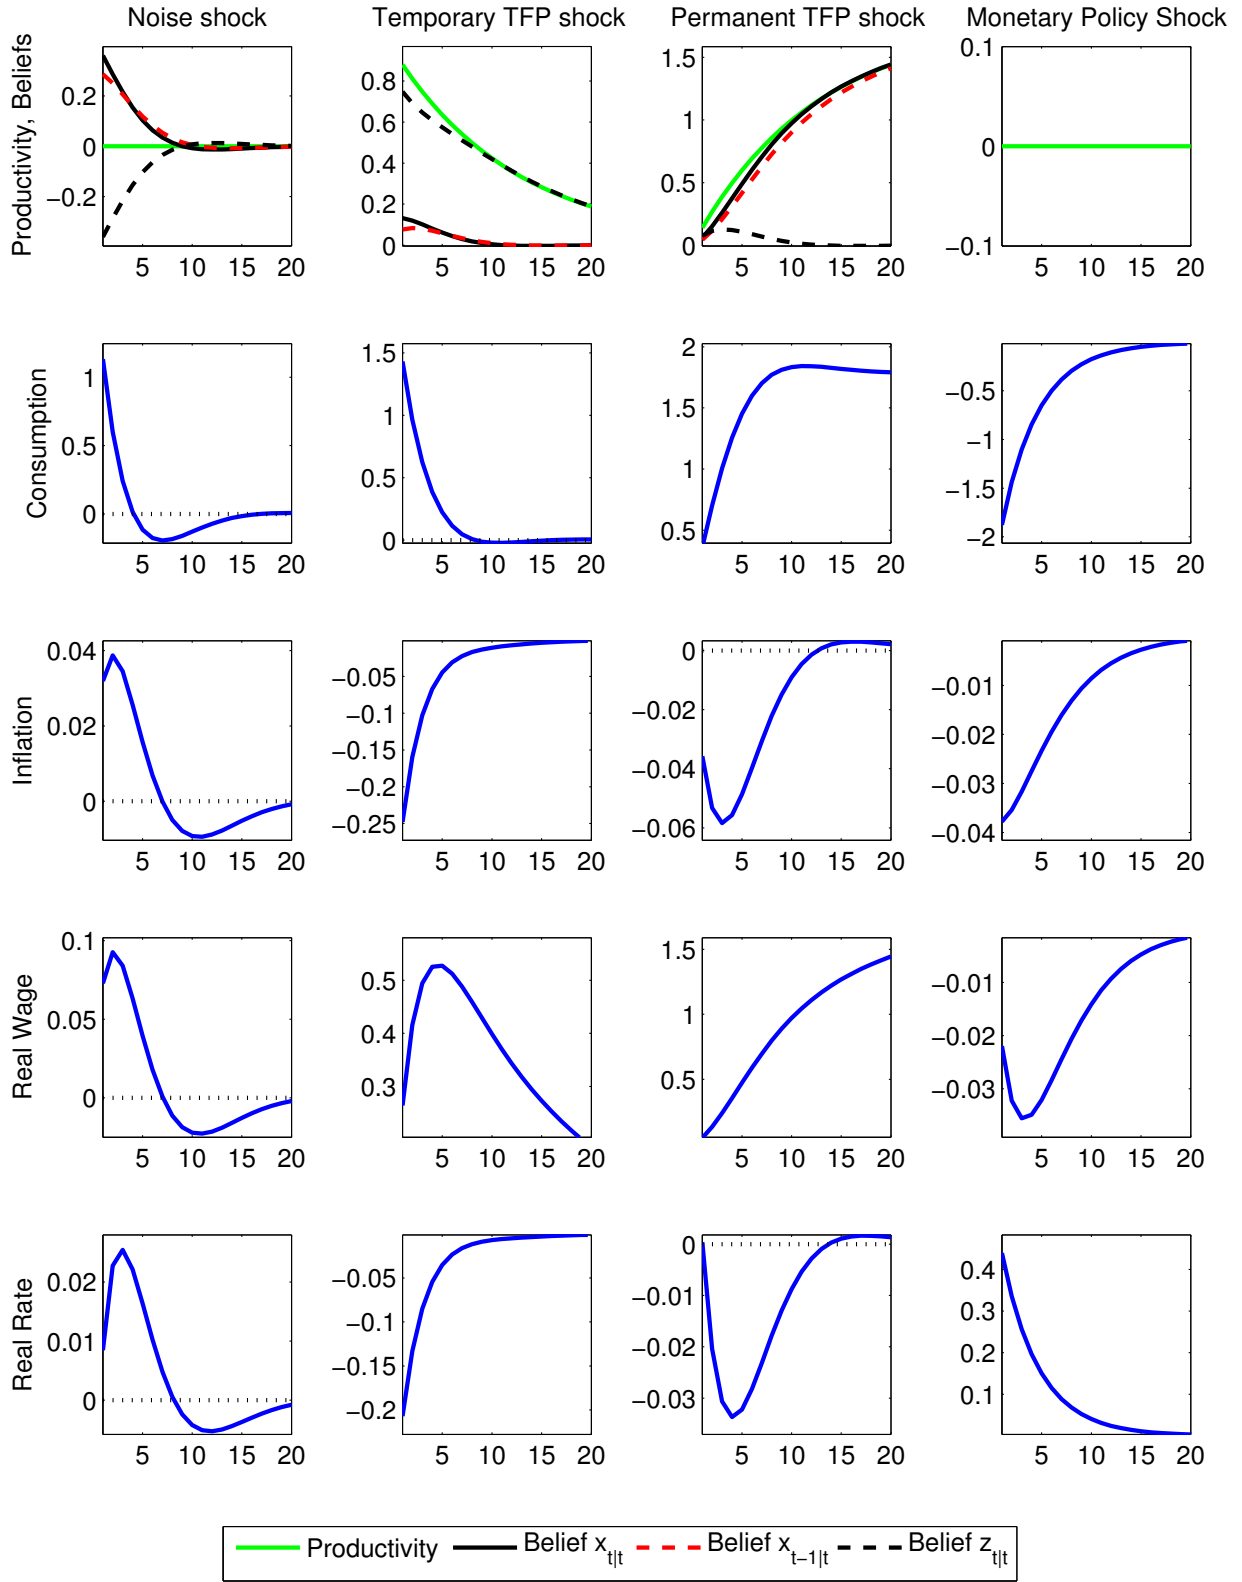 Noise shock Temporary TFP shock Permanent TFP shock Monetary Policy Shock
Productivity, Beliefs
0.2
0
−0.2
5 10 15 20
0.8
0.6
0.4
0.2
0
5 10 15 20
1.5
1
0.5
0
5 10 15 20
0.1
0
−0.1
5 10 15 20
Consumption
1
0.5
0
5 10 15 20
1.5
1
0.5
0
5 10 15 20
2
1.5
1
0.5
5 10 15 20
−0.5
−1
−1.5
−2
5 10 15 20
Inflation
0.04
0.02
0
5 10 15 20
−0.05
−0.1
−0.15
−0.2
−0.25
5 10 15 20
0
−0.02
−0.04
−0.06
5 10 15 20
−0.01
−0.02
−0.03
−0.04
5 10 15 20
Real Wage
0.1
0.05
0
5 10 15 20
0.5
0.4
0.3
5 10 15 20
1.5
1
0.5
5 10 15 20
−0.01
−0.02
−0.03
5 10 15 20
Real Rate
0.02
0.01
0
5 10 15 20
−0.05
−0.1
−0.15
−0.2
5 10 15 20
0
−0.01
−0.02
−0.03
5 10 15 20
0.4
0.3
0.2
0.1
5 10 15 20
Productivity Belief x t|t Belief x t−1|t Belief z t|t